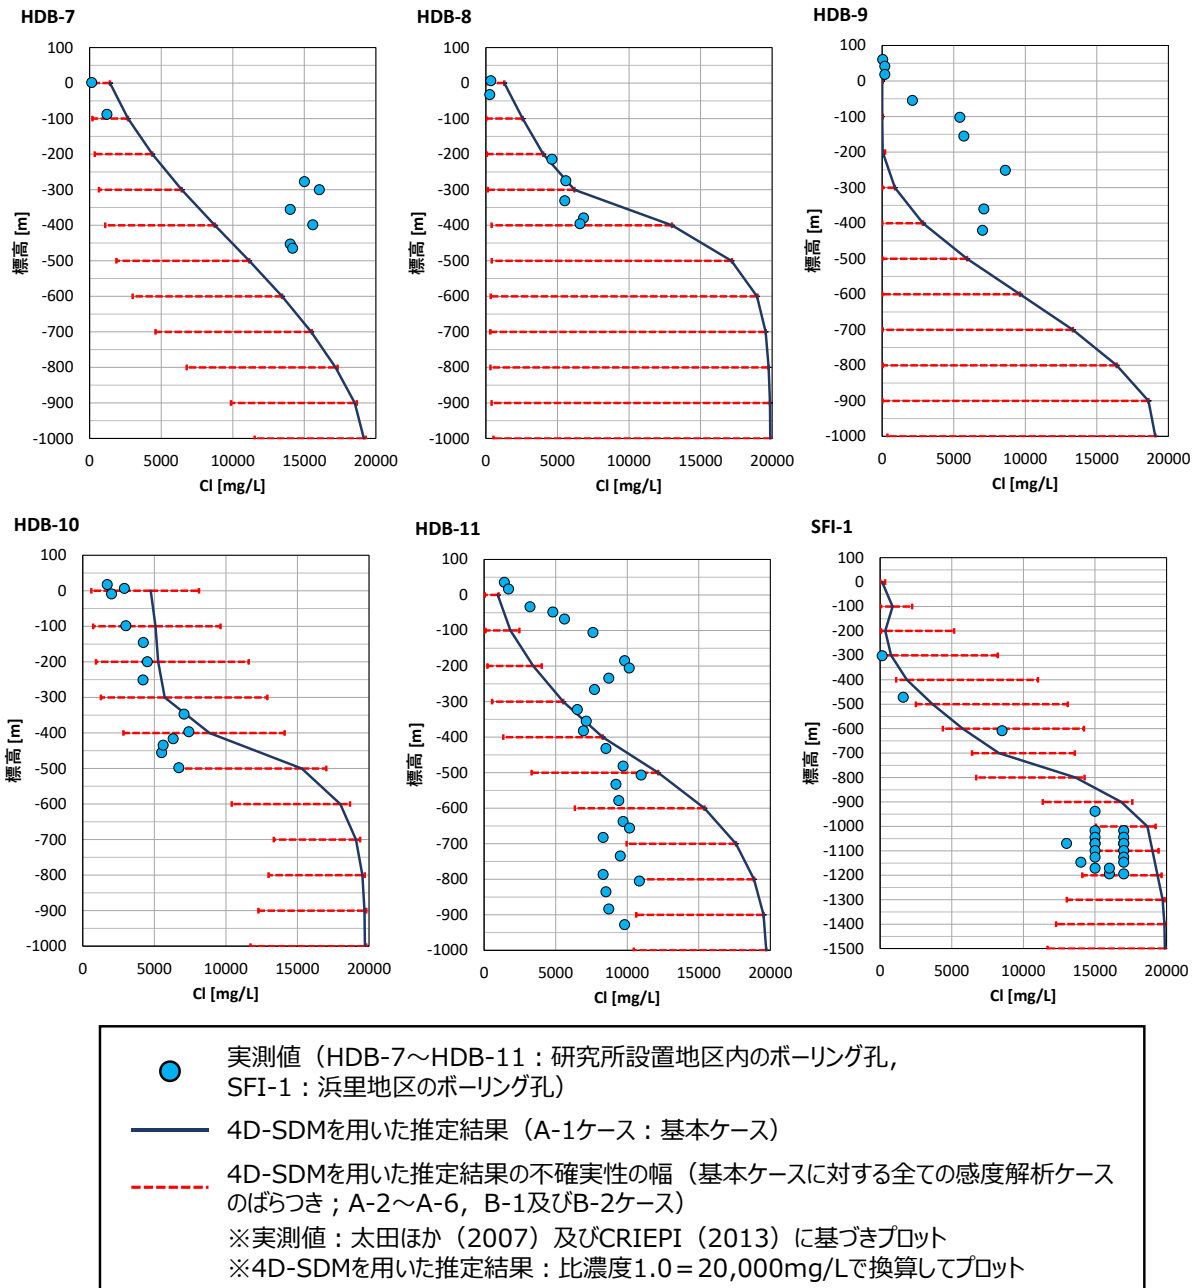 HDB-7
HDB-8
HDB-9
100
0
-100
-200
-300
-400
-500
-600
-700
-800
-900
-1000
標高 [m]
0 5000 10000 15000 20000
Cl [mg/L]
100
0
-100
-200
-300
-400
-500
-600
-700
-800
-900
-1000
標高 [m]
0 5000 10000 15000 20000
Cl [mg/L]
100
0
-100
-200
-300
-400
-500
-600
-700
-800
-900
-1000
標高 [m]
0 5000 10000 15000 20000
Cl [mg/L]
HDB-10
HDB-11
SFI-1
100
0
-100
-200
-300
-400
-500
-600
-700
-800
-900
-1000
標高 [m]
0 5000 10000 15000 20000
Cl [mg/L]
100
0
-100
-200
-300
-400
-500
-600
-700
-800
-900
-1000
標高 [m]
0 5000 10000 15000 20000
Cl [mg/L]
100
0
-100
-200
-300
-400
-500
-600
-700
-800
-900
-1000
-1100
-1200
-1300
-1400
-1500
標高 [m]
0 5000 10000 15000 20000
Cl [mg/L]
実測値（HDB-7～HDB-11：研究所設置地区内のボーリング孔，
SFI-1：浜里地区のボーリング孔）
4D-SDMを用いた推定結果（A-1ケース：基本ケース）
4D-SDMを用いた推定結果の不確実性の幅（基本ケースに対する全ての感度解析ケース
のばらつき；A-2～A-6，B-1及びB-2ケース）
※実測値：太田ほか（2007）及びCRIEPI（2013）に基づきプロット
※4D-SDMを用いた推定結果：比濃度1.0＝20,000mg/Lで換算してプロット